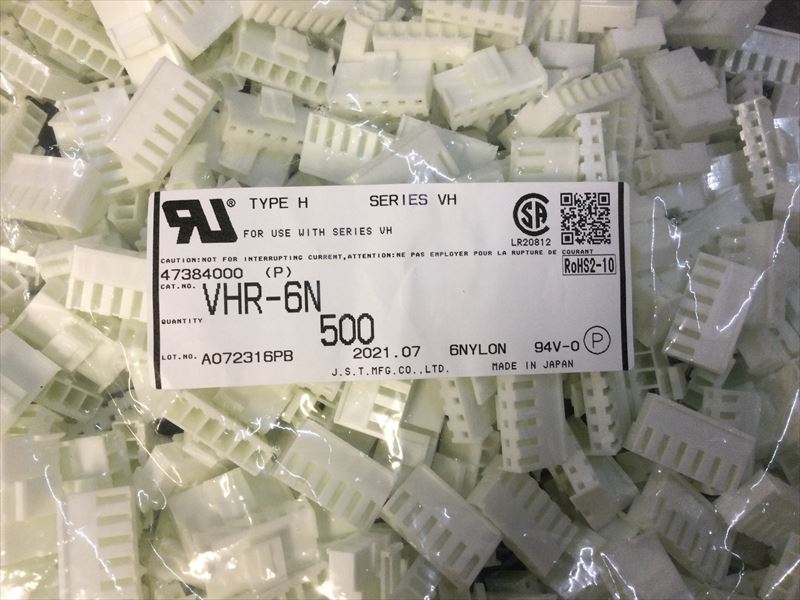 RU® TYPE H SERIES VH
FOR USE WITH SERIES VH
SA
LR20812
CAUTION:NOT FOR INTERRUPTING CURRENT,ATTENTION:NE PAS EMPLOYER POUR LA RUPTURE DE COURANT
47384000 (P) RoHS2-10
CAT.NO. VHR-6N
QUANTITY 500
LOT.NO. A072316PB 2021.07 6NYLON 94V-0 P
J.S.T.MFG.CO.,LTD. MADE IN JAPAN